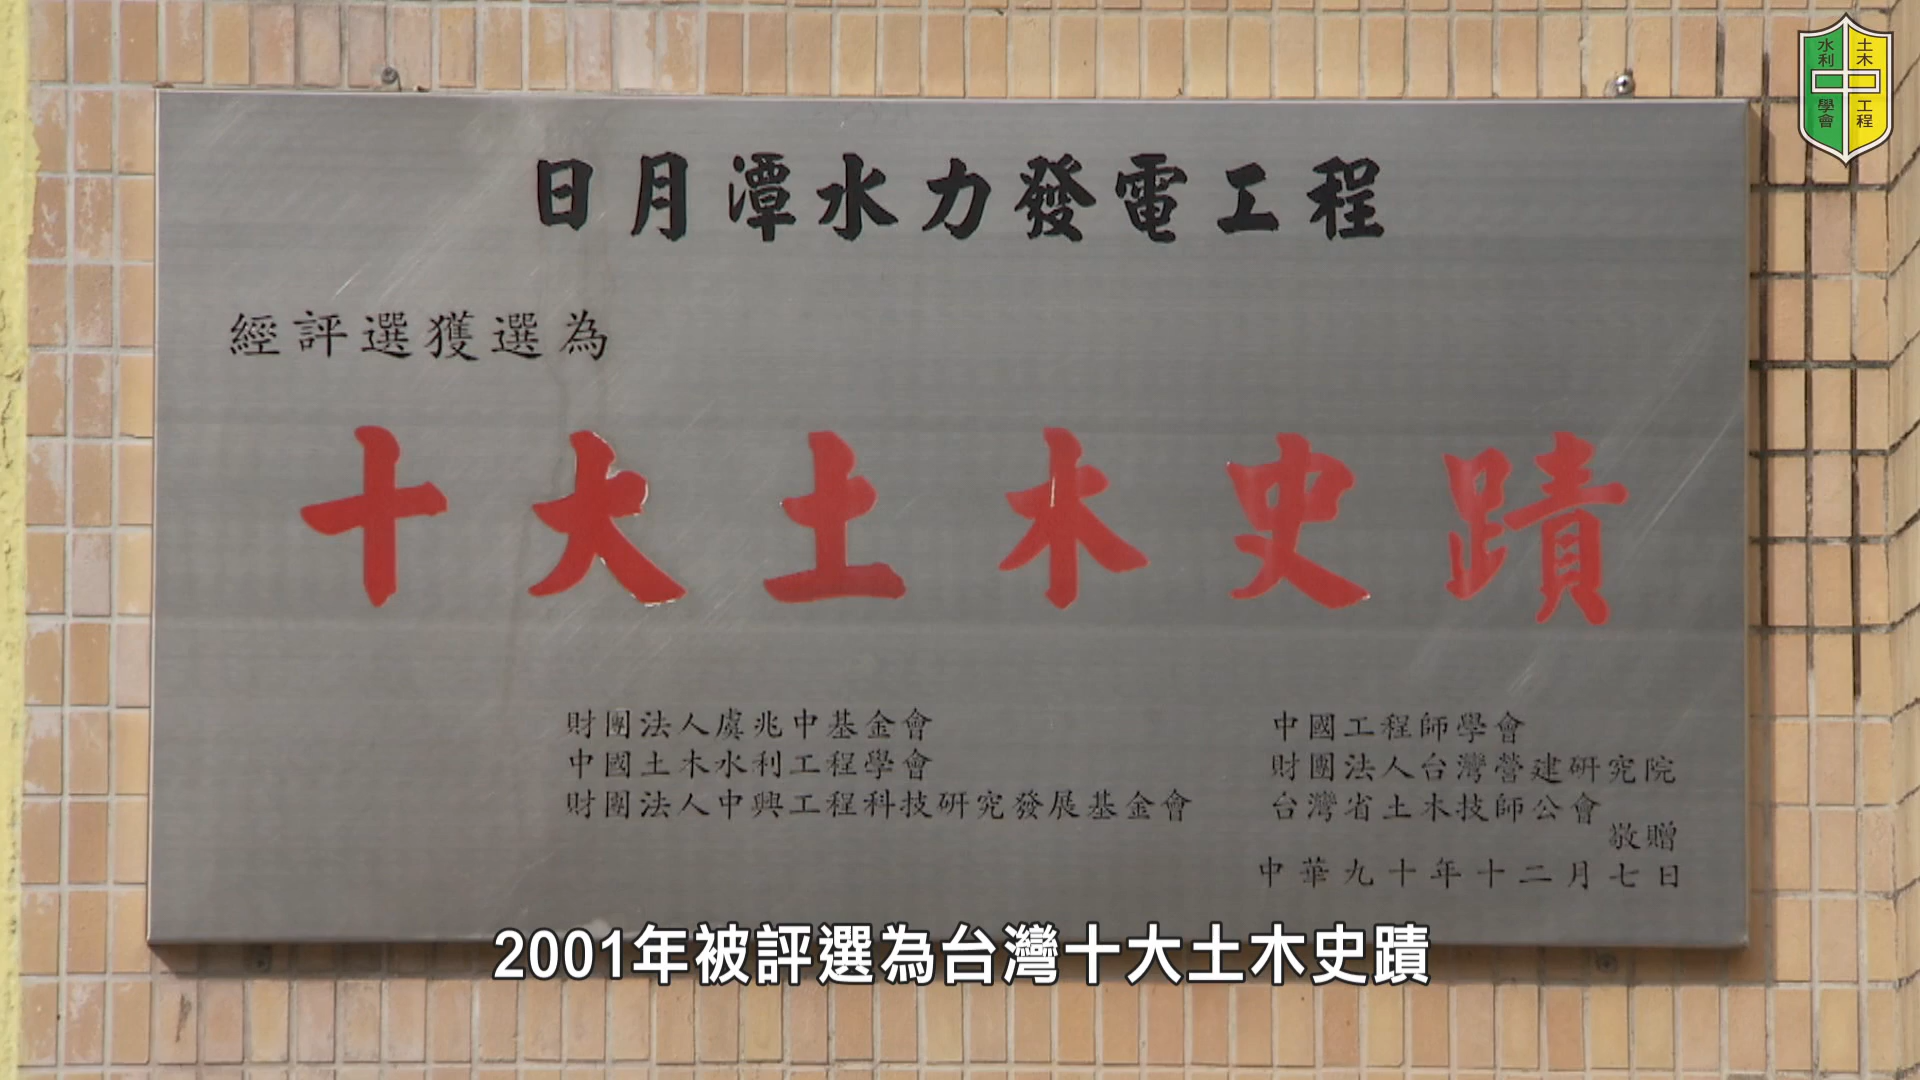 日月潭水力發電工程
經評選獲選為
十大土木史蹟
財團法人虞兆中基金會
中國土木水利工程學會
財團法人中興工程科技研究發展基金會
中國工程師學會
財團法人台灣營建研究院
台灣省土木技師公會
敬贈
中華九十年十二月七日
2001年被評選為台灣十大土木史蹟
水利
土木
中
學會
工程